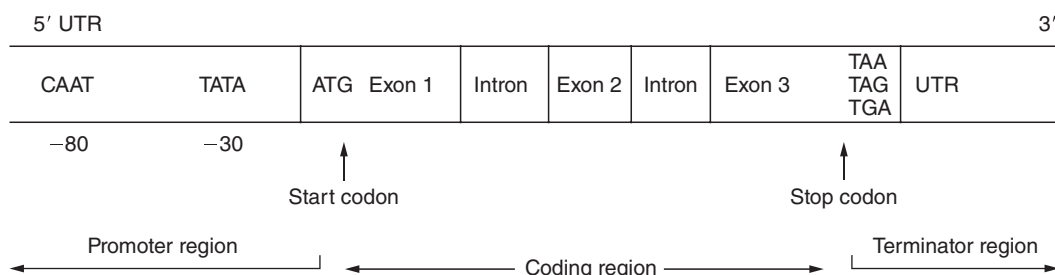 5′ UTR 3′
CAAT TATA ATG Exon 1 Intron Exon 2 Intron Exon 3 TAA TAG TGA UTR
−80 −30
Start codon Stop codon
Promoter region Terminator region
Coding region